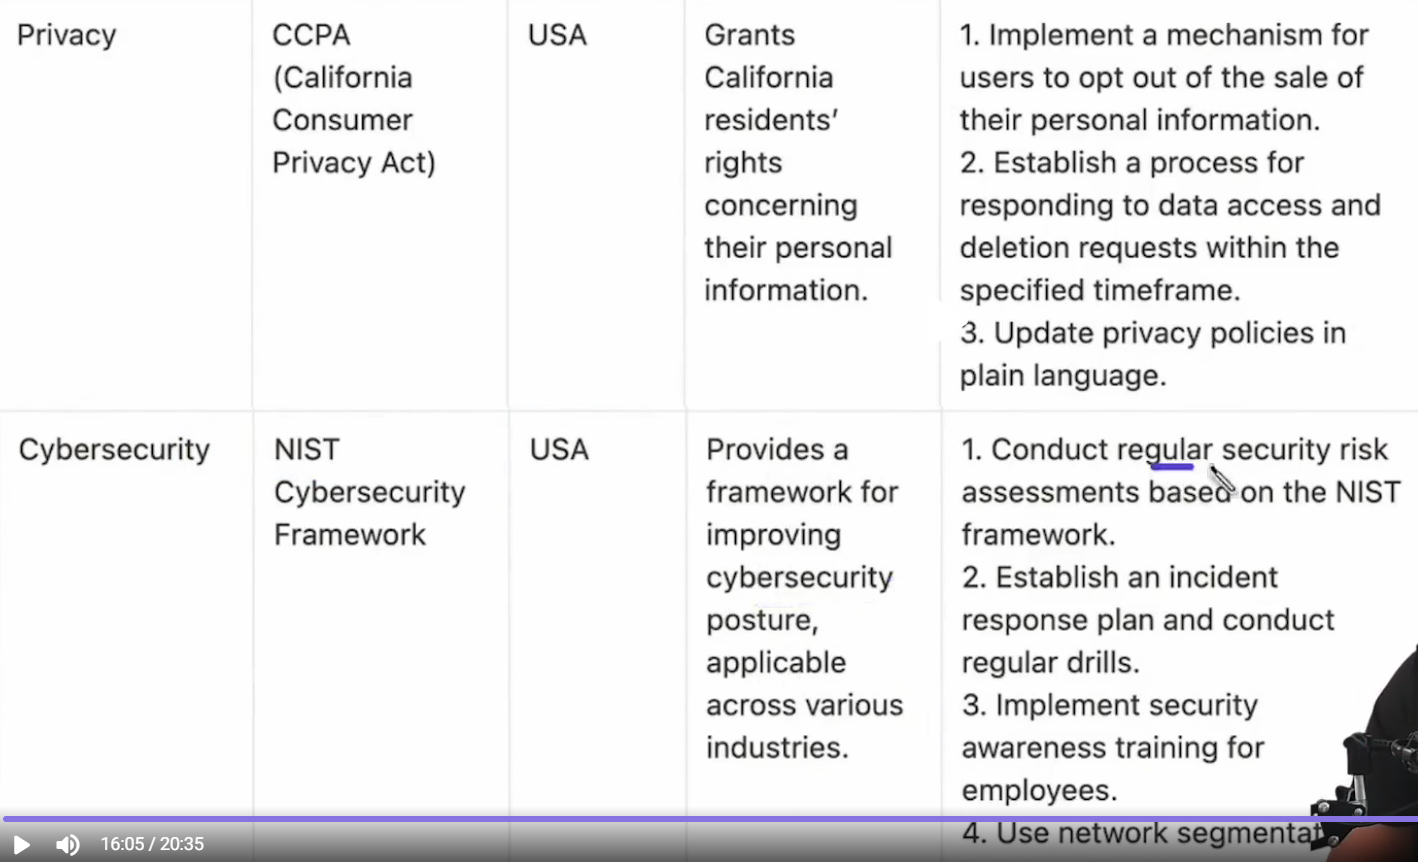 Privacy
CCPA
(California
Consumer
Privacy Act)
USA
Grants
California
residents’
rights
concerning
their personal
information.
1. Implement a mechanism for
users to opt out of the sale of
their personal information.
2. Establish a process for
responding to data access and
deletion requests within the
specified timeframe.
3. Update privacy policies in
plain language.
Cybersecurity
NIST
Cybersecurity
Framework
USA
Provides a
framework for
improving
cybersecurity
posture,
applicable
across various
industries.
1. Conduct regular security risk
assessments based on the NIST
framework.
2. Establish an incident
response plan and conduct
regular drills.
3. Implement security
awareness training for
employees.
4. Use network
16:05 / 20:35